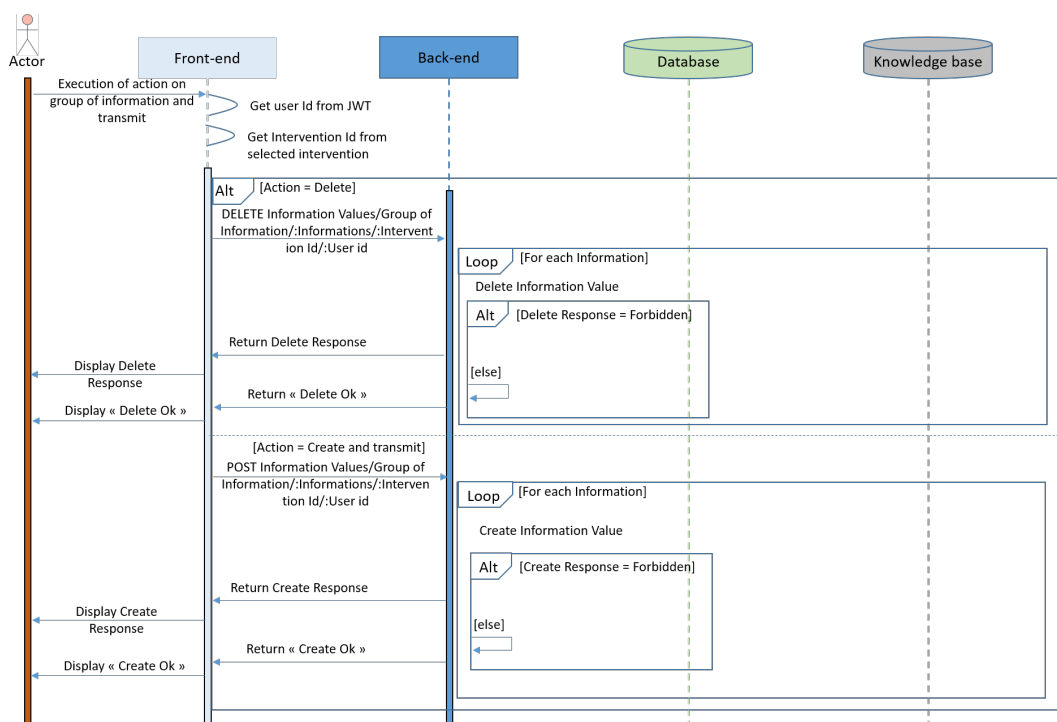 Actor
Front-end
Back-end
Database
Knowledge base
Execution of action on
group of information and
transmit
Get user Id from JWT
Get Intervention Id from
selected intervention
Alt
[Action = Delete]
DELETE Information Values/Group of
Information/:Informations/:Intervent
ion Id/:User id
Loop
[For each Information]
Delete Information Value
Alt
[Delete Response = Forbidden]
Return Delete Response
Display Delete
Response
[else]
Return « Delete Ok »
Display « Delete Ok »
[Action = Create and transmit]
POST Information Values/Group of
Information/:Informations/:Interven
tion Id/:User id
Loop
[For each Information]
Create Information Value
Alt
[Create Response = Forbidden]
Return Create Response
Display Create
Response
[else]
Return « Create Ok »
Display « Create Ok »